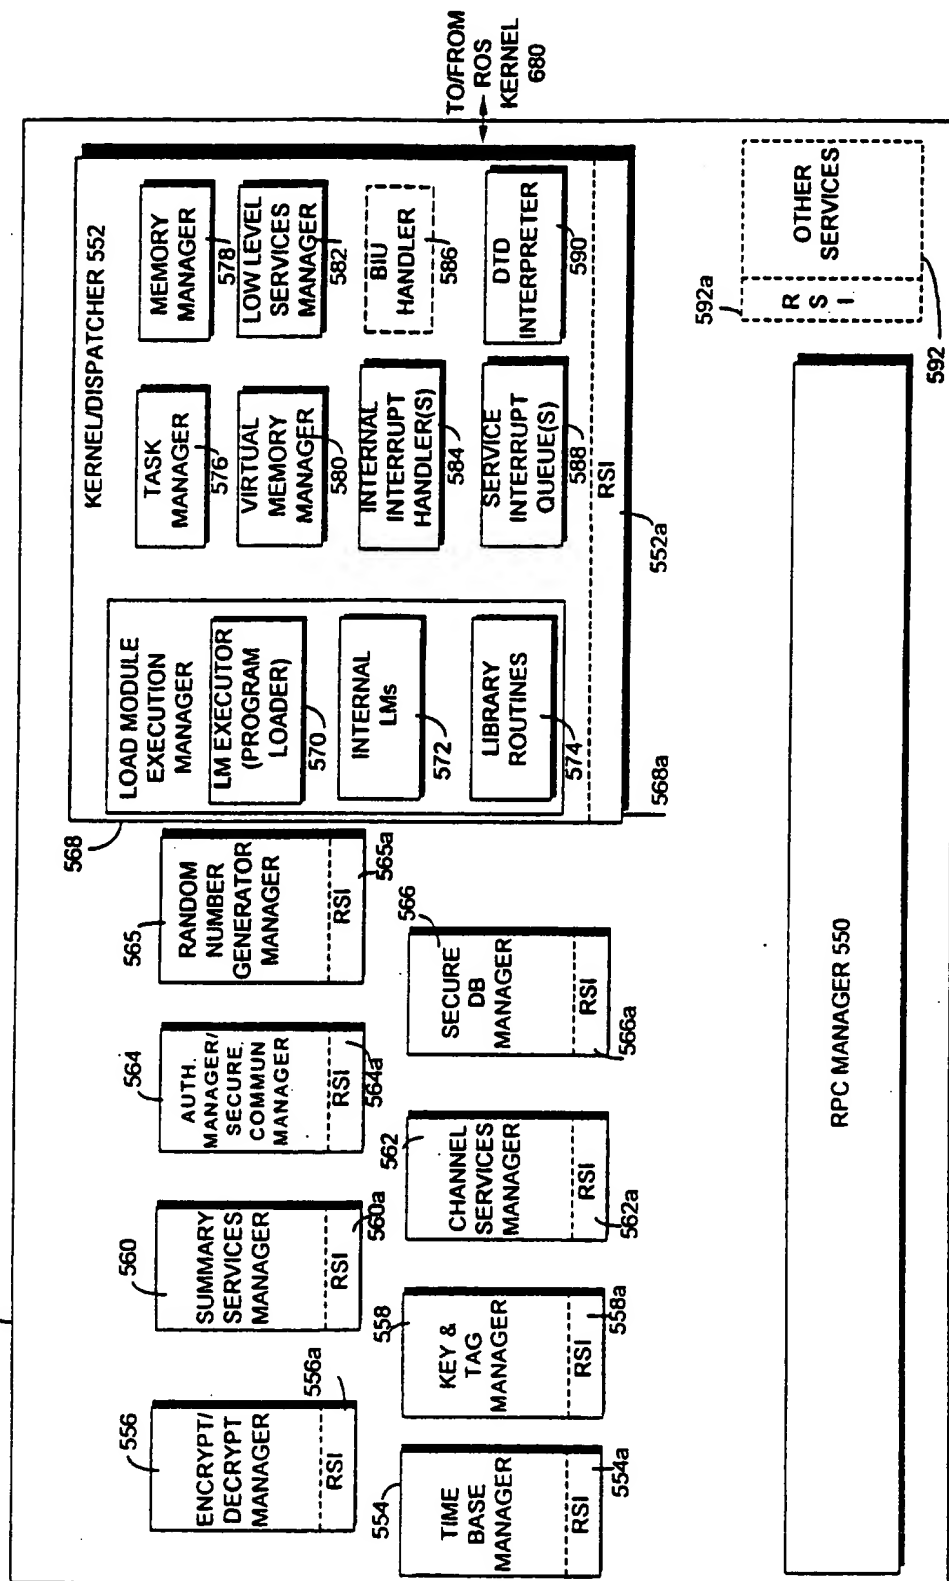 KERNEL/DISPATCHER 552
TO/FROM
ROS
KERNEL
680
568
LOAD MODULE
EXECUTION
MANAGER
LM EXECUTOR
(PROGRAM
LOADER)
570
INTERNAL
LMs
572
LIBRARY
ROUTINES
574
568a
TASK
MANAGER
576
MEMORY
MANAGER
578
VIRTUAL
MEMORY
MANAGER
580
LOW LEVEL
SERVICES
MANAGER
582
INTERNAL
INTERRUPT
HANDLER(S)
584
BIU
HANDLER
586
SERVICE
INTERRUPT
QUEUE(S)
588
DTD
INTERPRETER
590
RSI
552a
556
ENCRYPT/
DECRYPT
MANAGER
RSI
556a
560
SUMMARY
SERVICES
MANAGER
RSI
560a
564
AUTH.
MANAGER/
SECURE.
COMMUN
MANAGER
RSI
564a
565
RANDOM
NUMBER
GENERATOR
MANAGER
RSI
565a
554
TIME
BASE
MANAGER
RSI
554a
558
KEY &
TAG
MANAGER
RSI
558a
562
CHANNEL
SERVICES
MANAGER
RSI
562a
566
SECURE
DB
MANAGER
RSI
566a
RPC MANAGER 550
592a
R
S
I
OTHER
SERVICES
592